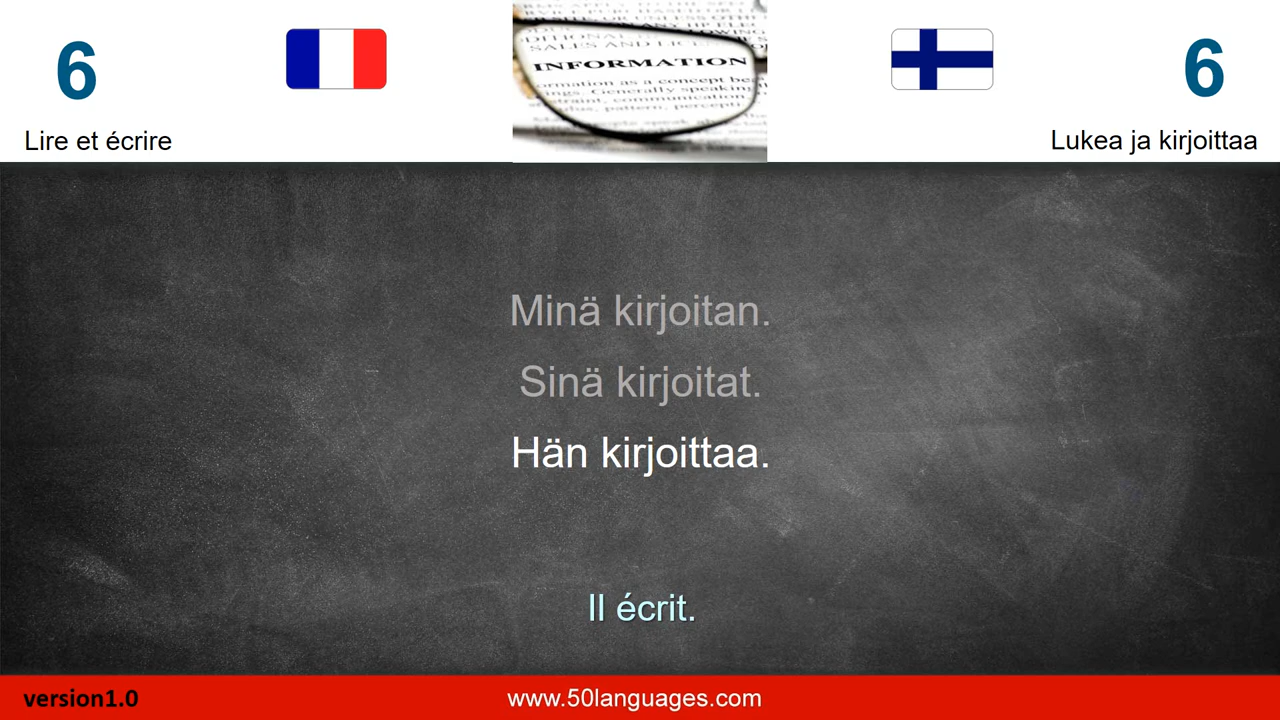 6
Lire et écrire
INFORMATION
6
Lukea ja kirjoittaa
Minä kirjoitan.
Sinä kirjoitat.
Hän kirjoittaa.
Il écrit.
version1.0
www.50languages.com